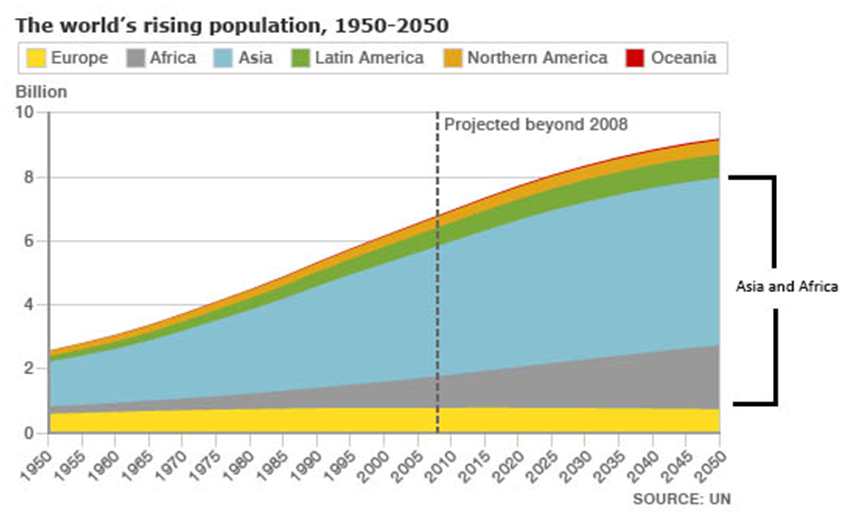 The world's rising population, 1950-2050
Europe Africa Asia Latin America Northern America Oceania
Billion
10
Projected beyond 2008
8
6
Asia and Africa
4
2
0
1950 1955 1960 1965 1970 1975 1980 1985 1990 1995 2000 2005 2010 2015 2020 2025 2030 2035 2040 2045 2050
SOURCE: UN